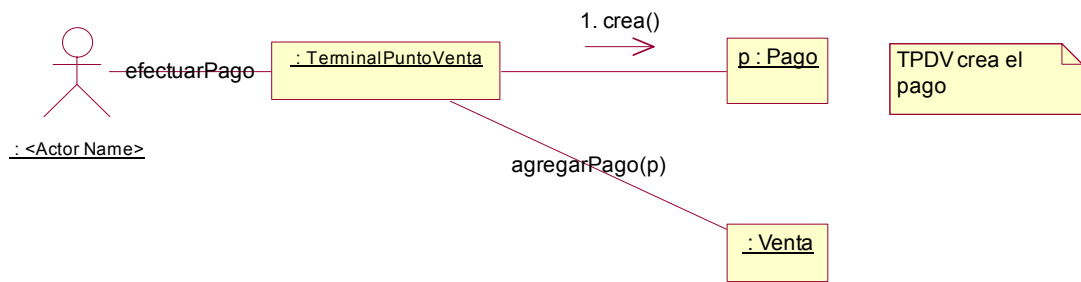 1. crea()
efectuarPago
: TerminalPuntoVenta
p : Pago
TPDV crea el
pago
: <Actor Name>
agregarPago(p)
: Venta